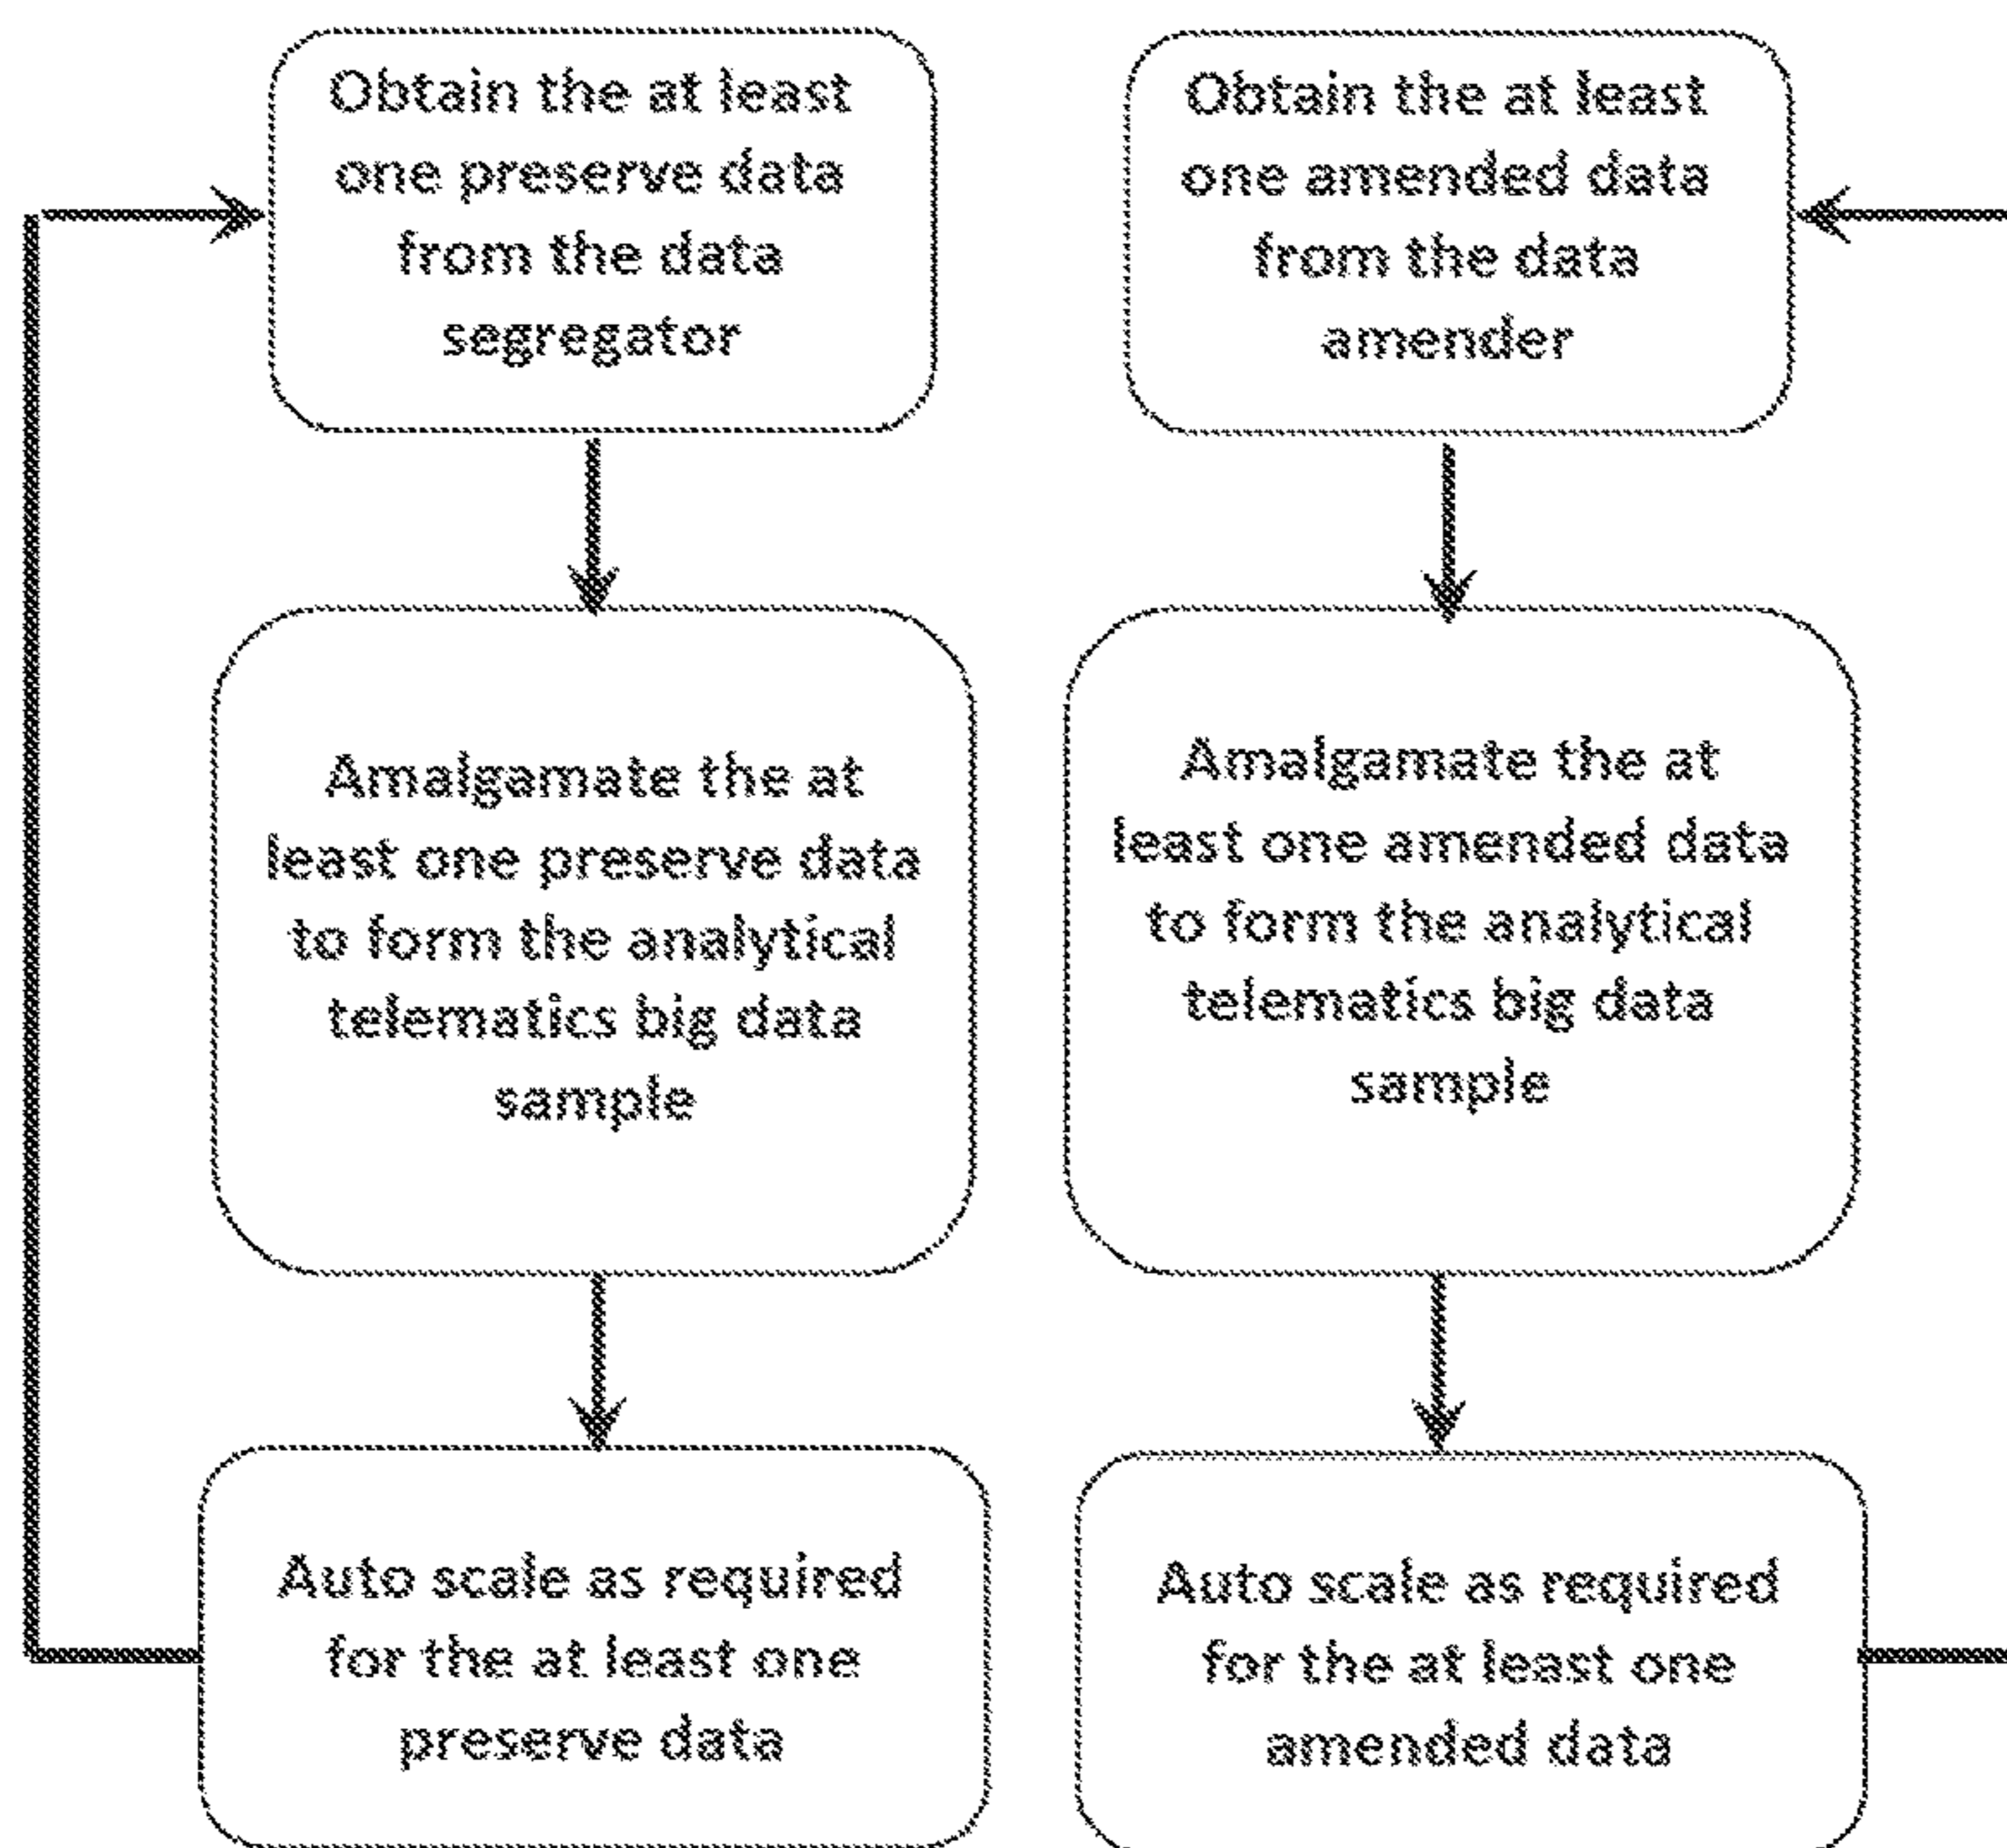 Obtain the at least
one preserve data
from the data
segregator
Amalgamate the at
least one preserve data
to form the analytical
telematics big data
sample
Auto scale as required
for the at least one
preserve data
Obtain the at least
one amended data
from the data
amender
Amalgamate the at
least one amended data
to form the analytical
telematics big data
sample
Auto scale as required
for the at least one
amended data